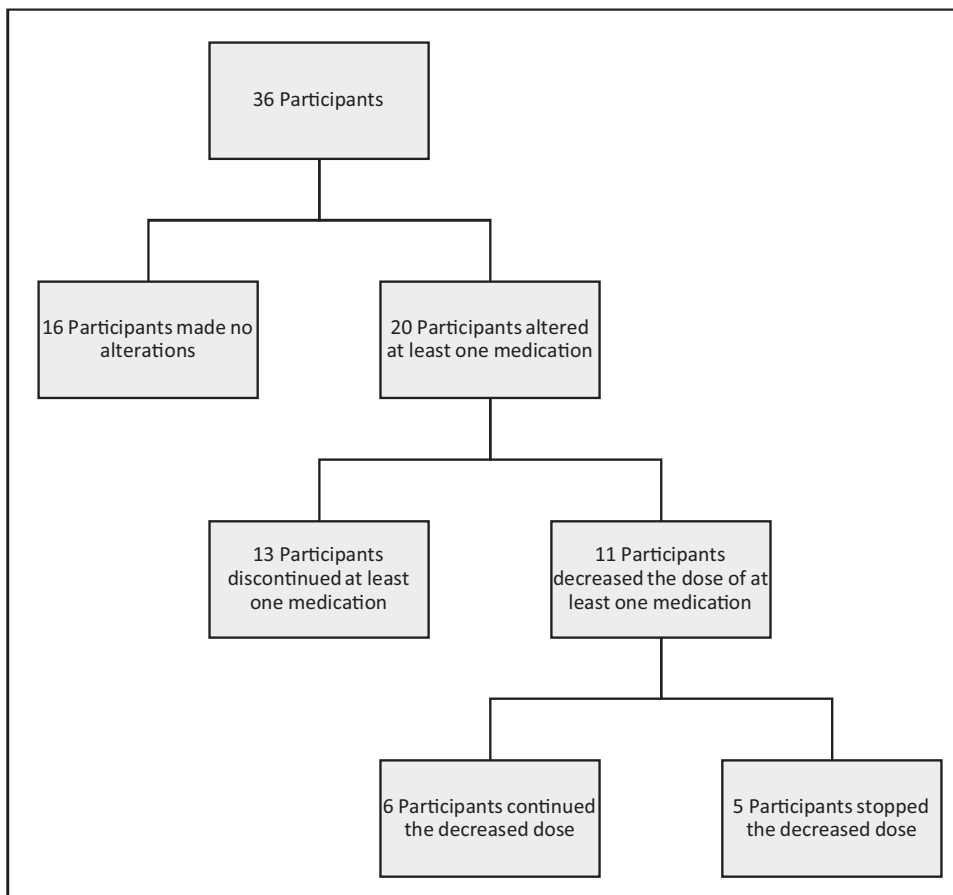 36 Participants
16 Participants made no
alterations
20 Participants altered
at least one medication
13 Participants
discontinued at least
one medication
11 Participants
decreased the dose of at
least one medication
6 Participants continued
the decreased dose
5 Participants stopped
the decreased dose